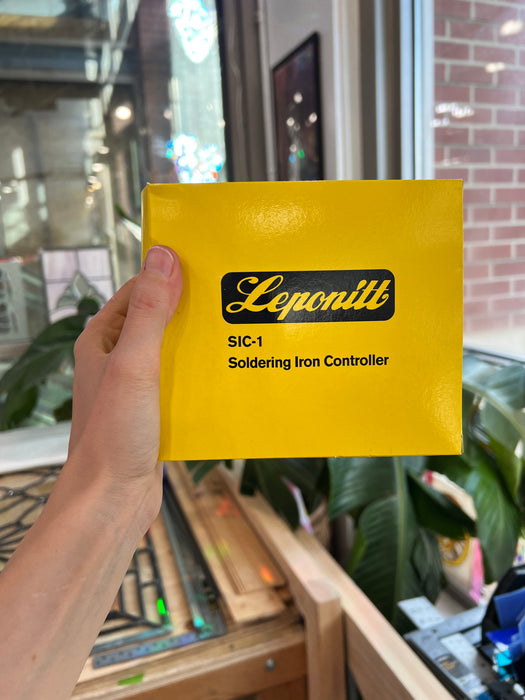 Leponitt
SIC-1
Soldering Iron Controller